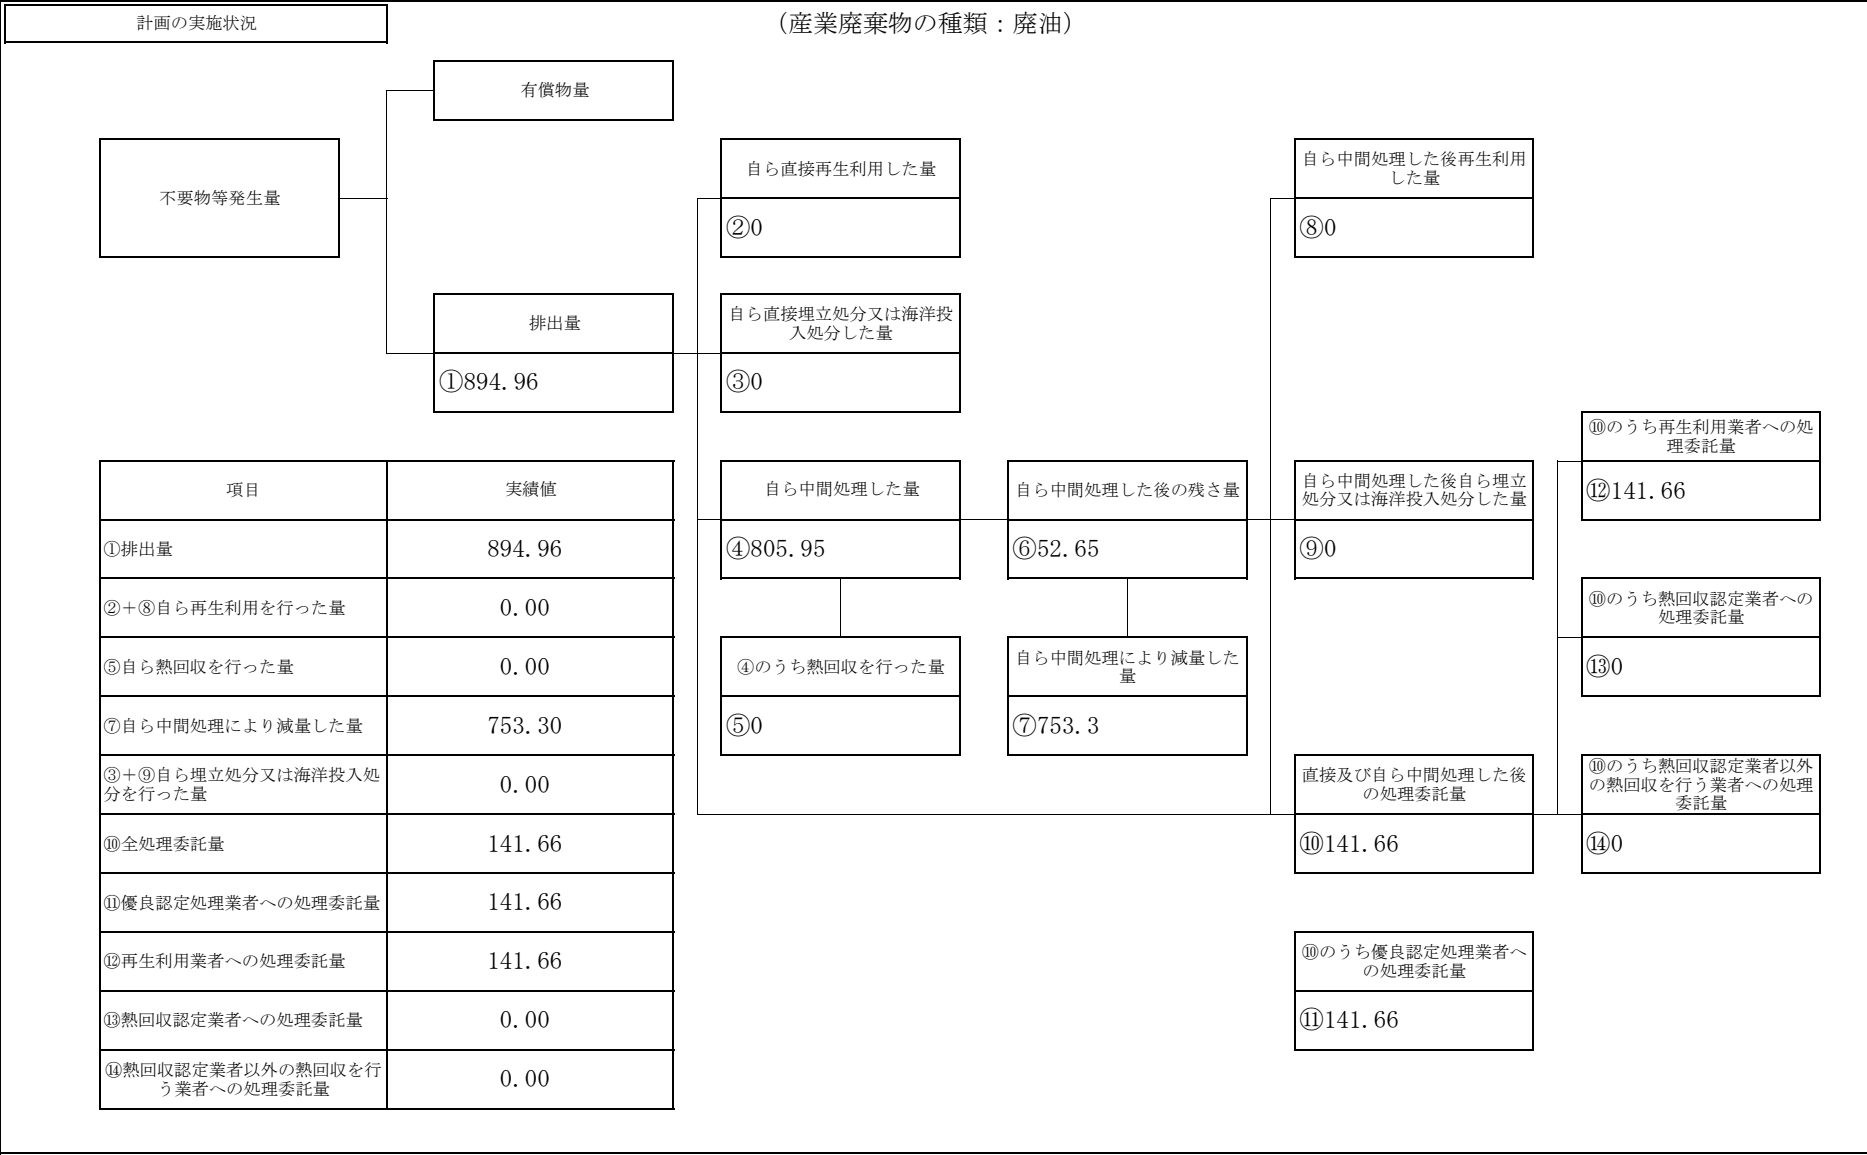 計画の実施状況
（産業廃棄物の種類：廃油）
有償物量
不要物等発生量
自ら直接再生利用した量
②0
自ら中間処理した後再生利用
した量
⑧0
排出量
①894.96
自ら直接埋立処分又は海洋投
入処分した量
③0
⑩のうち再生利用業者への処
理委託量
⑫141.66
自ら中間処理した量
④805.95
自ら中間処理した後の残さ量
⑥52.65
自ら中間処理した後自ら埋立
処分又は海洋投入処分した量
⑨0
⑩のうち熱回収認定業者への
処理委託量
⑬0
④のうち熱回収を行った量
⑤0
自ら中間処理により減量した
量
⑦753.3
直接及び自ら中間処理した後
の処理委託量
⑩141.66
⑩のうち熱回収認定業者以外
の熱回収を行う業者への処理
委託量
⑭0
⑩のうち優良認定処理業者へ
の処理委託量
⑪141.66
項目 実績値
①排出量 894.96
②＋⑧自ら再生利用を行った量 0.00
⑤自ら熱回収を行った量 0.00
⑦自ら中間処理により減量した量 753.30
③＋⑨自ら埋立処分又は海洋投入処
分を行った量 0.00
⑩全処理委託量 141.66
⑪優良認定処理業者への処理委託量 141.66
⑫再生利用業者への処理委託量 141.66
⑬熱回収認定業者への処理委託量 0.00
⑭熱回収認定業者以外の熱回収を行
う業者への処理委託量 0.00